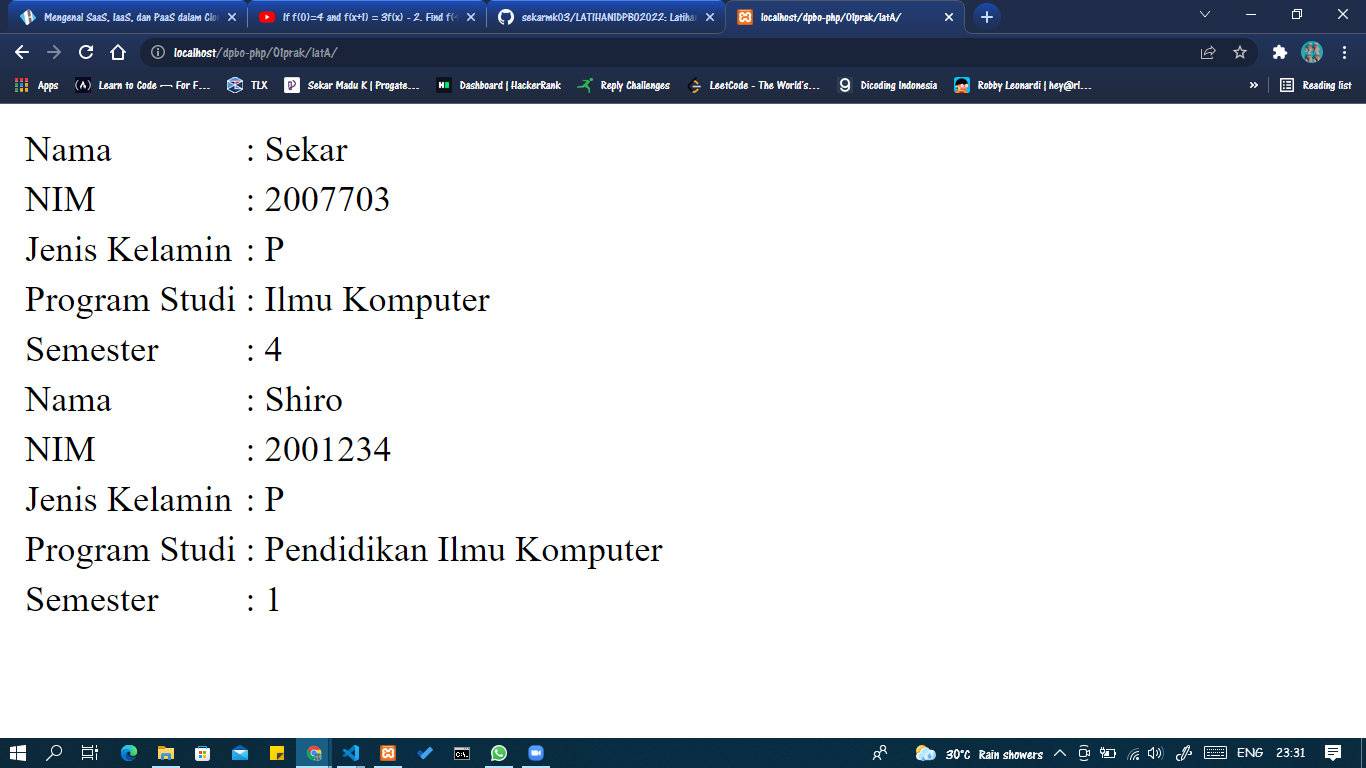 Mengenal SaaS, IaaS, dan PaaS dalam Clo
If f(0)=4 and f(x+1) = 3f(x) - 2. Find f(
sekarmk03/LATIHAN1DPBO2022: Latiha
localhost/dpbo-php/01prak/latA/
localhost/dpbo-php/01prak/latA/
Apps
Learn to Code — For F...
TLX
Sekar Madu K | Progate...
Dashboard | HackerRank
Reply Challenges
LeetCode - The World's...
Dicoding Indonesia
Robby Leonardi | hey@rl...
»
Reading list
Nama : Sekar
NIM : 2007703
Jenis Kelamin : P
Program Studi : Ilmu Komputer
Semester : 4
Nama : Shiro
NIM : 2001234
Jenis Kelamin : P
Program Studi : Pendidikan Ilmu Komputer
Semester : 1
30°C Rain showers
ENG
23:31